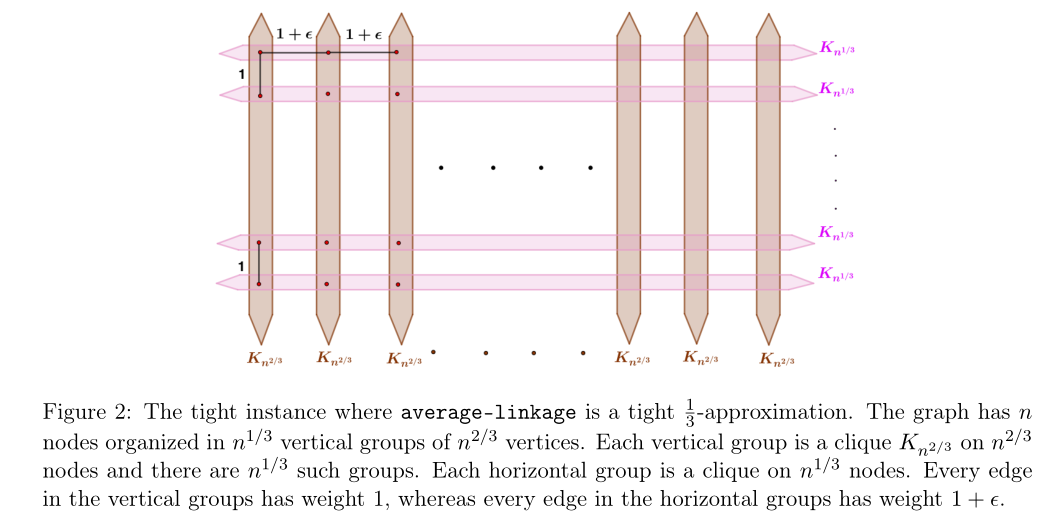 1 + ϵ 1 + ϵ
K_{n^{1/3}}
1
K_{n^{1/3}}
K_{n^{1/3}}
1
K_{n^{1/3}}
K_{n^{2/3}} K_{n^{2/3}} K_{n^{2/3}} K_{n^{2/3}} K_{n^{2/3}} K_{n^{2/3}}
Figure 2: The tight instance where average-linkage is a tight 1/3-approximation. The graph has n
nodes organized in n^{1/3} vertical groups of n^{2/3} vertices. Each vertical group is a clique K_{n^{2/3}} on n^{2/3}
nodes and there are n^{1/3} such groups. Each horizontal group is a clique on n^{1/3} nodes. Every edge
in the vertical groups has weight 1, whereas every edge in the horizontal groups has weight 1 + ϵ.